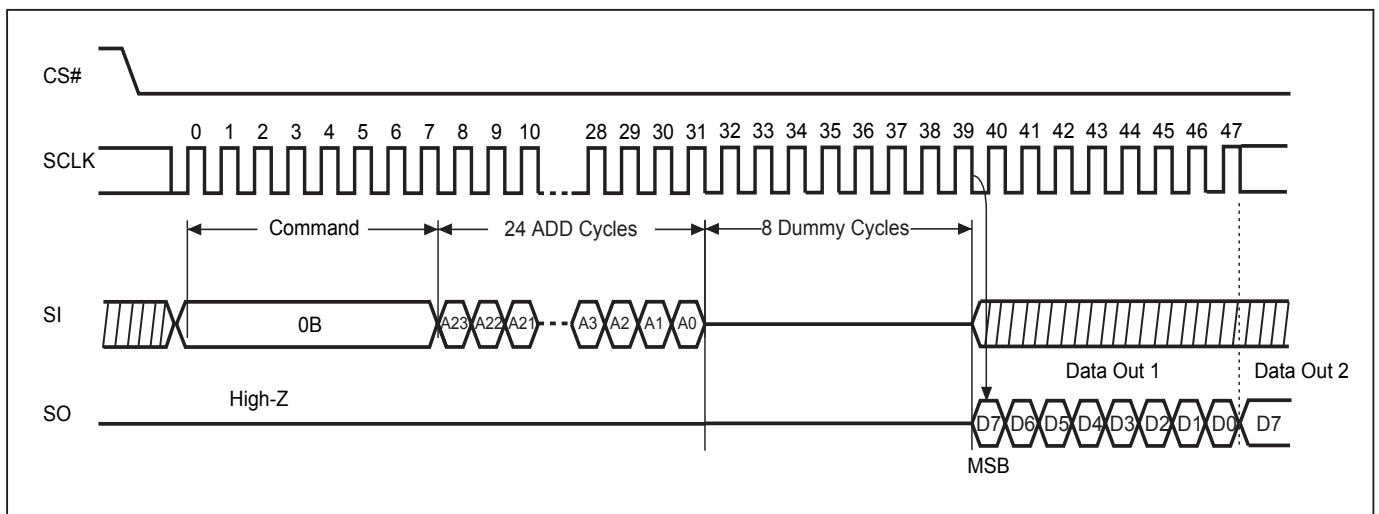 CS#
0 1 2 3 4 5 6 7 8 9 10 28 29 30 31 32 33 34 35 36 37 38 39 40 41 42 43 44 45 46 47
SCLK
Command 24 ADD Cycles 8 Dummy Cycles
SI 0B A23 A22 A21 A3 A2 A1 A0
Data Out 1 Data Out 2
High-Z
SO D7 D6 D5 D4 D3 D2 D1 D0 D7
MSB